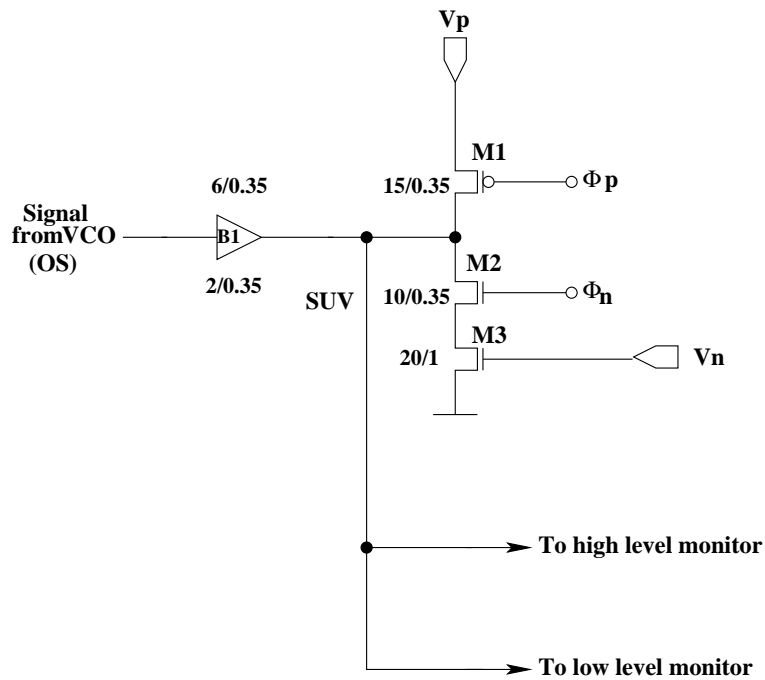 Vp
M1
6/0.35
15/0.35
Φp
Signal
fromVCO
(OS)
B1
2/0.35
SUV
M2
10/0.35
Φn
M3
20/1
Vn
To high level monitor
To low level monitor